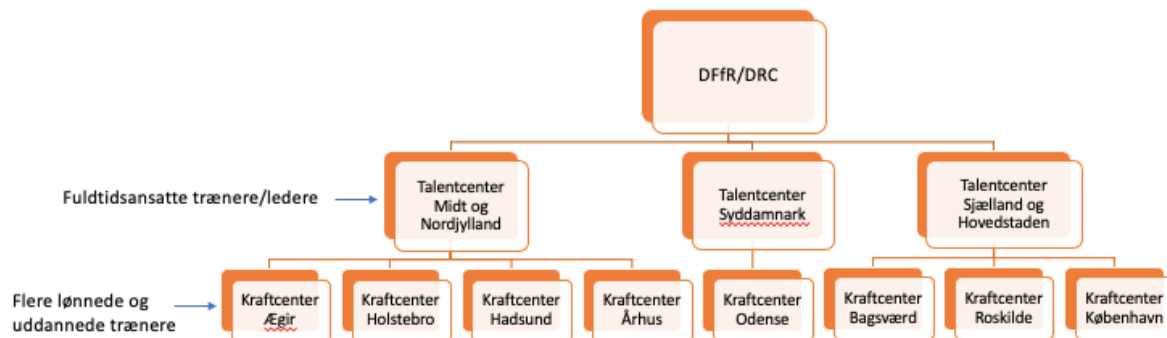 DFfR/DRC
Fuldtidsansatte trænere/ledere
Talentcenter
Midt og
Nordjylland
Talentcenter
Syddamnark
Talentcenter
Sjælland og
Hovedstaden
Flere lønnede og
uddannede trænere
Kraftcenter
Ægir
Kraftcenter
Holstebro
Kraftcenter
Hadsund
Kraftcenter
Århus
Kraftcenter
Odense
Kraftcenter
Bagsværd
Kraftcenter
Roskilde
Kraftcenter
København